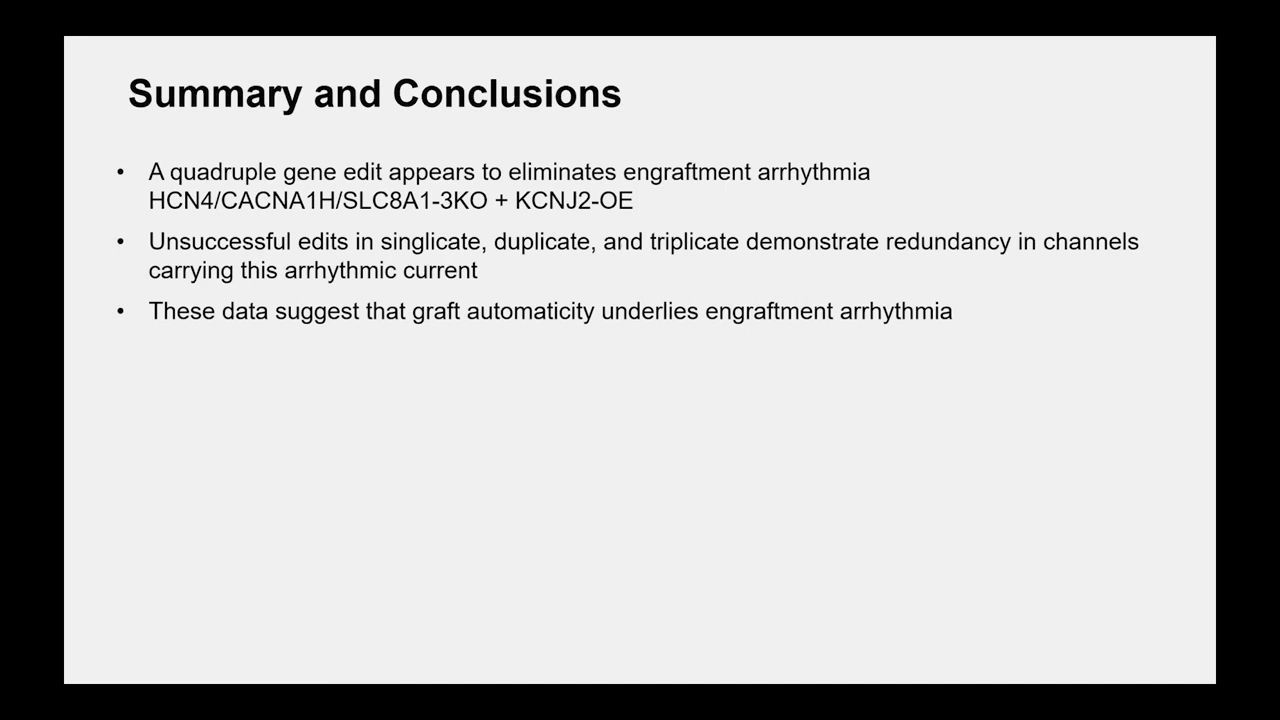 Summary and Conclusions
• A quadruple gene edit appears to eliminates engraftment arrhythmia
HCN4/CACNA1H/SLC8A1-3KO + KCNJ2-OE
• Unsuccessful edits in singlicate, duplicate, and triplicate demonstrate redundancy in channels
carrying this arrhythmic current
• These data suggest that graft automaticity underlies engraftment arrhythmia